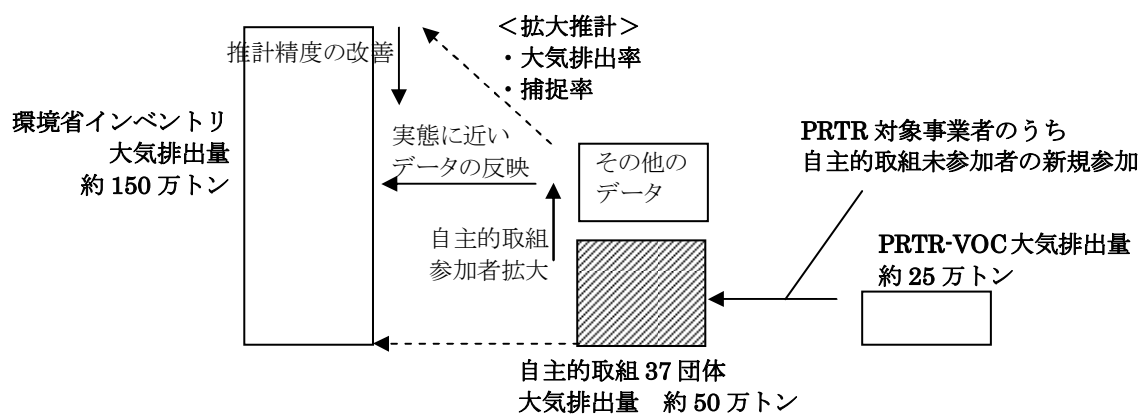 ＜拡大推計＞
・大気排出率
・捕捉率
推計精度の改善
環境省インベントリ
大気排出量
約 150 万トン
実態に近い
データの反映
その他の
データ
PRTR 対象事業者のうち
自主的取組未参加者の新規参加
自主的取組
参加者拡大
PRTR-VOC 大気排出量
約 25 万トン
自主的取組 37 団体
大気排出量　約 50 万トン